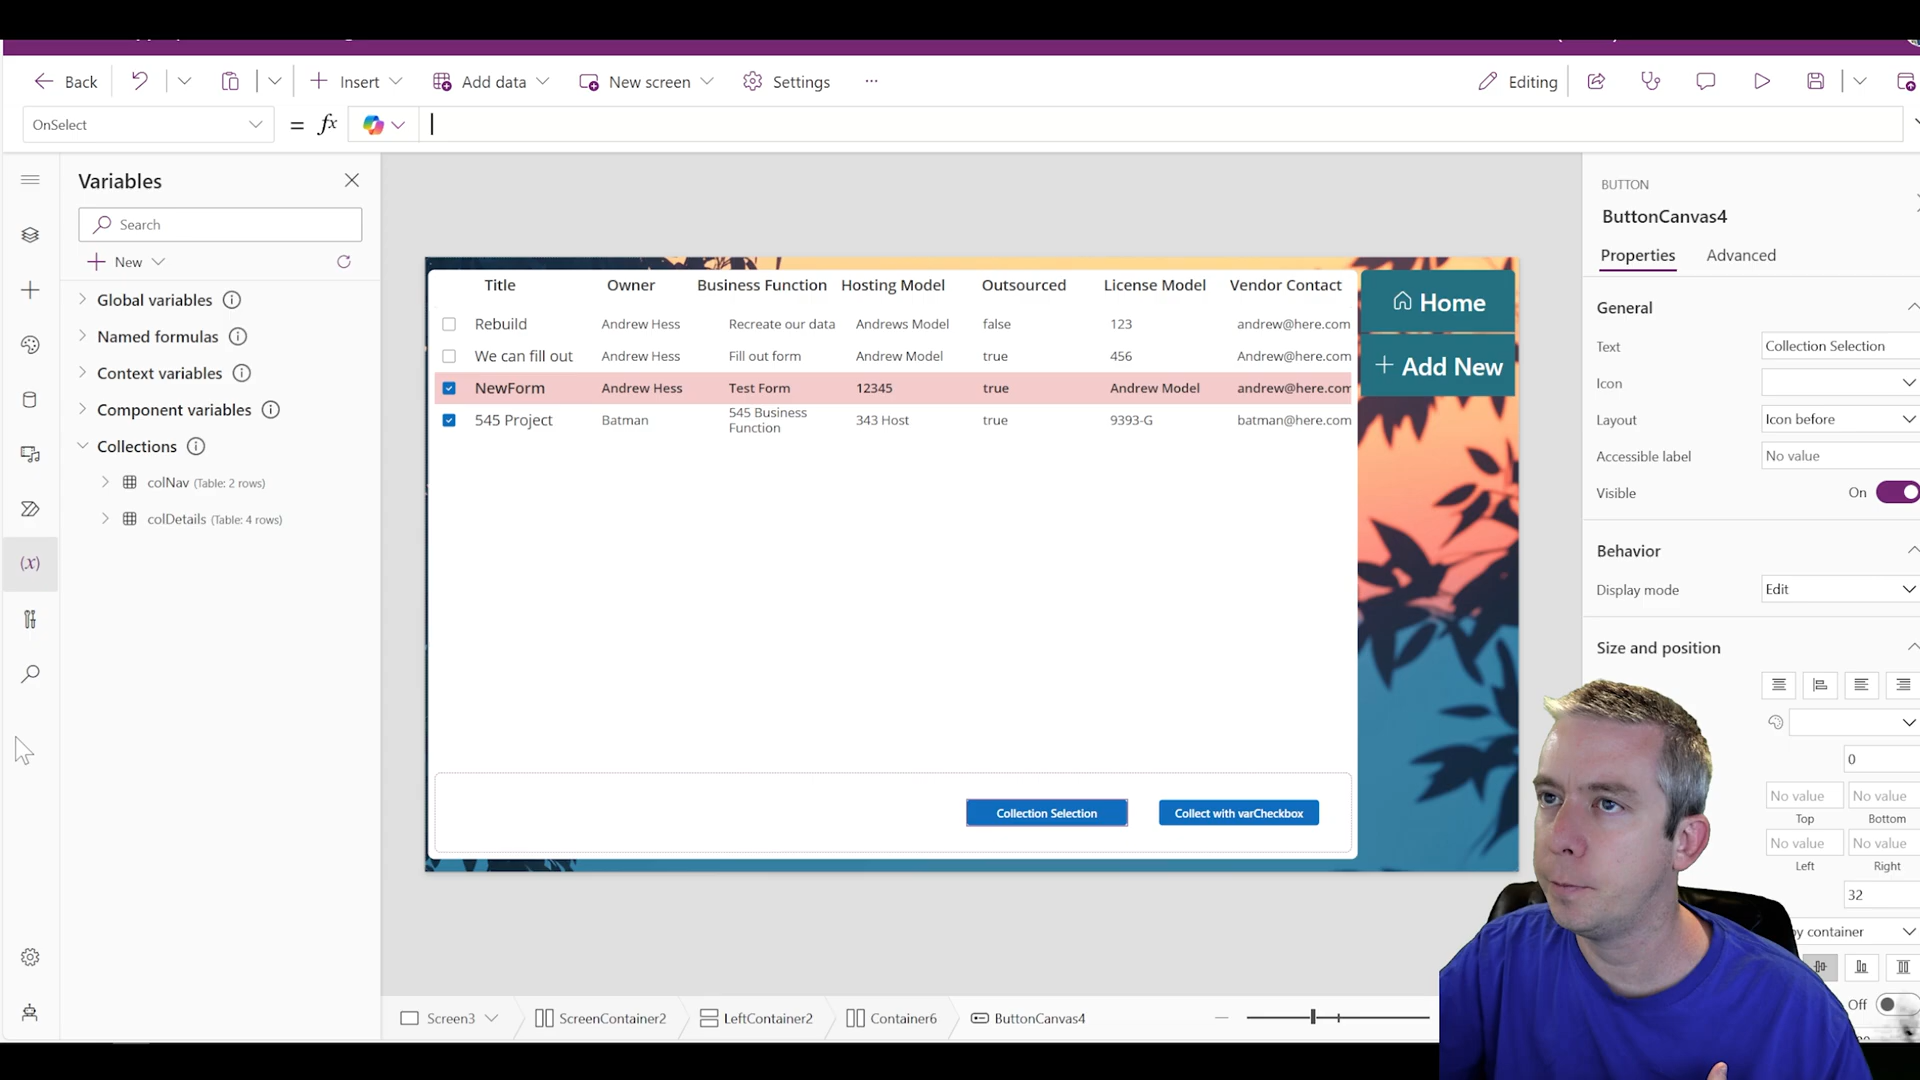 Back
Insert
Add data
New screen
Settings
...
Editing
OnSelect
= fx
Variables
Search
New
Global variables
Named formulas
Context variables
Component variables
Collections
colNav (Table: 2 rows)
colDetails (Table: 4 rows)
(x)
Title Owner Business Function Hosting Model Outsourced License Model Vendor Contact
Rebuild Andrew Hess Recreate our data Andrews Model false 123 andrew@here.com
We can fill out Andrew Hess Fill out form Andrew Model true 456 Andrew@here.com
NewForm Andrew Hess Test Form 12345 true Andrew Model andrew@here.com
545 Project Batman 545 Business Function 343 Host true 9393-G batman@here.com
Home
Add New
Collection Selection
Collect with varCheckbox
Screen3
ScreenContainer2
LeftContainer2
Container6
ButtonCanvas4
BUTTON
ButtonCanvas4
Properties Advanced
General
Text Collection Selection
Icon
Layout Icon before
Accessible label No value
Visible On
Behavior
Display mode Edit
Size and position
0
No value No value
Top Bottom
No value No value
Left Right
32
by container
Off